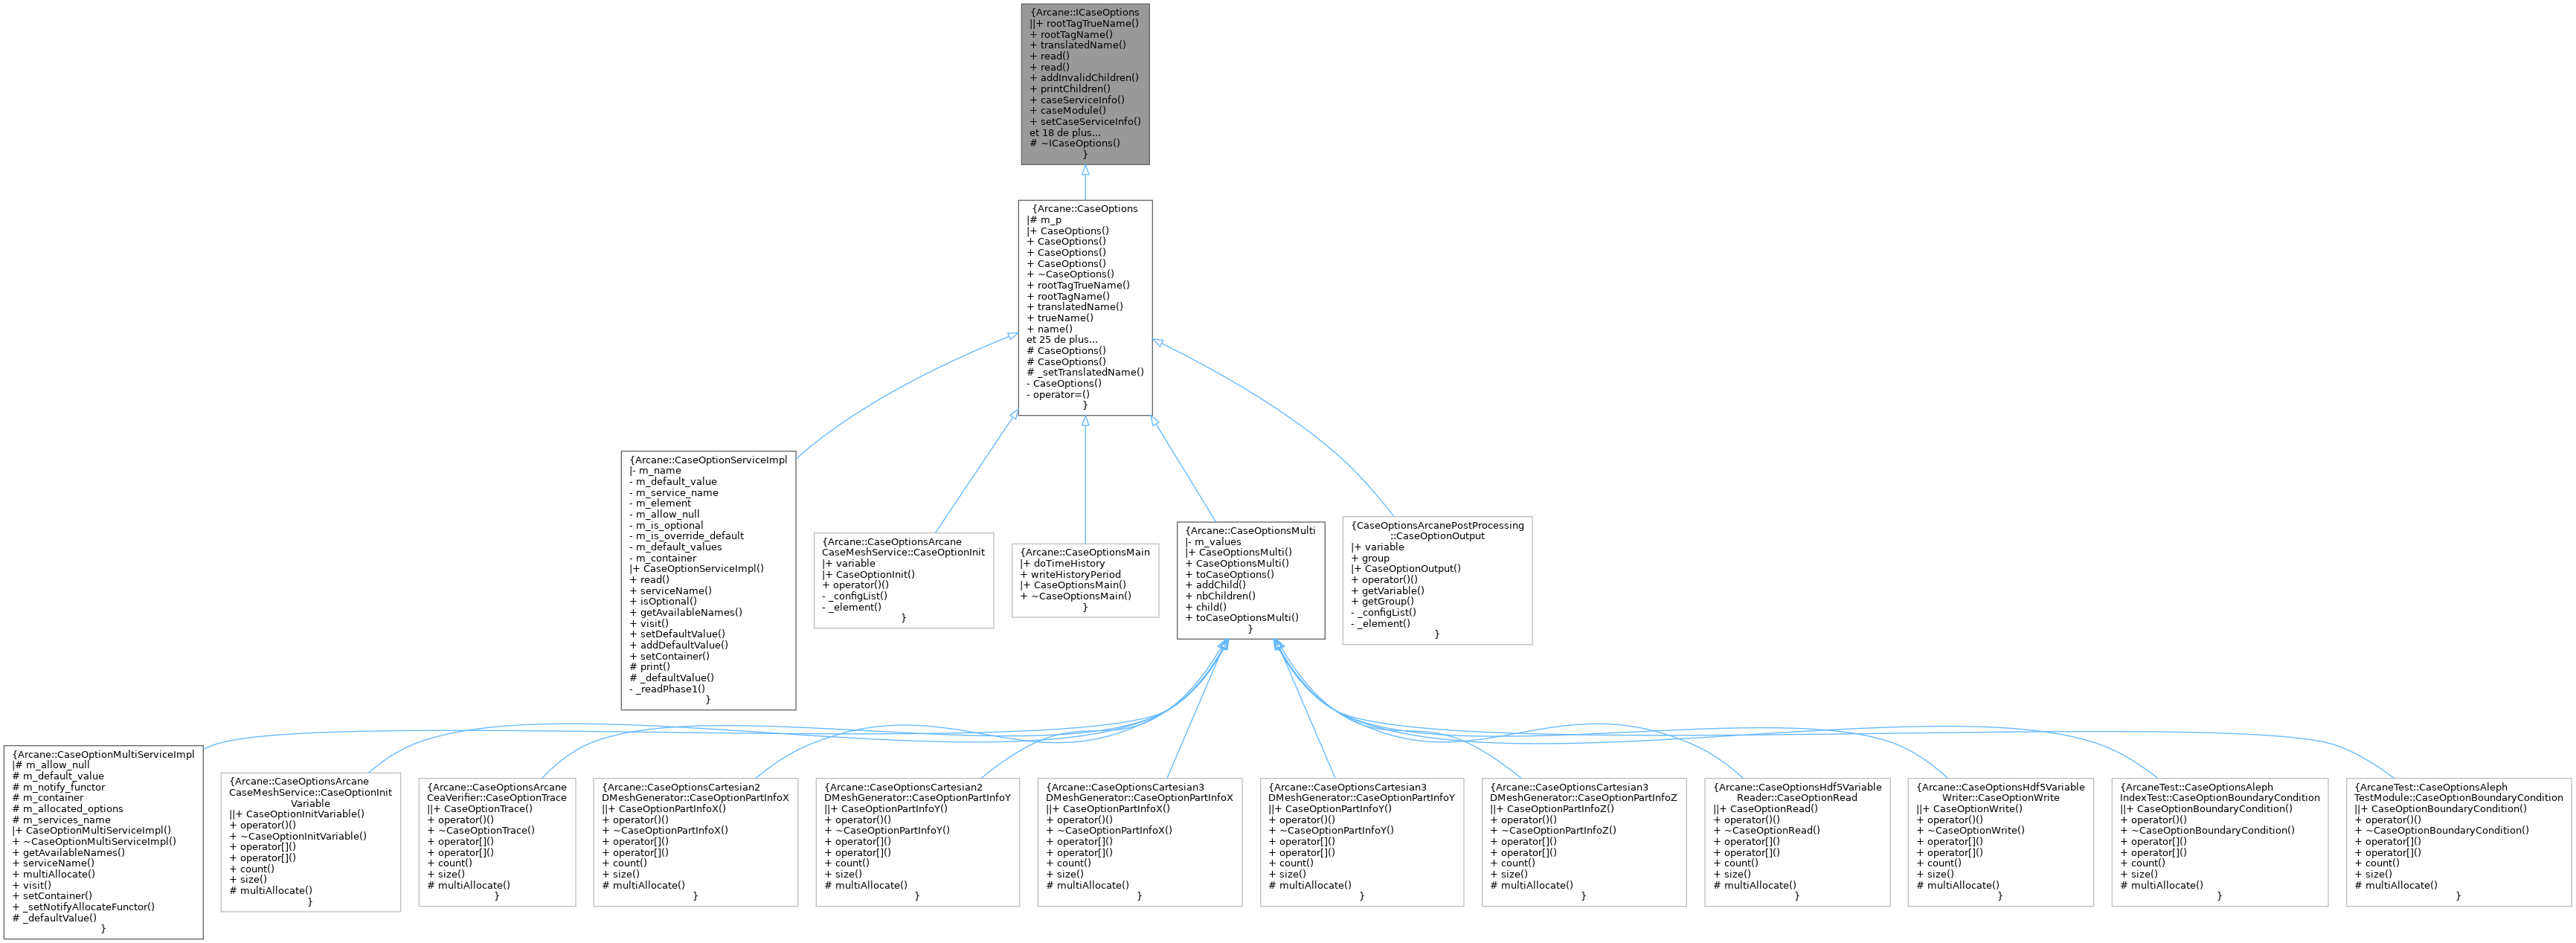 {Arcane::ICaseOptions
||+ rootTagTrueName()
+ rootTagName()
+ translatedName()
+ read()
+ read()
+ addInvalidChildren()
+ printChildren()
+ caseServiceInfo()
+ caseModule()
+ setCaseServiceInfo()
et 18 de plus...
# ~ICaseOptions()
}
{Arcane::CaseOptions
|# m_p
|+ CaseOptions()
+ CaseOptions()
+ CaseOptions()
+ CaseOptions()
+ ~CaseOptions()
+ rootTagTrueName()
+ rootTagName()
+ translatedName()
+ trueName()
+ name()
et 25 de plus...
# CaseOptions()
# CaseOptions()
# _setTranslatedName()
- CaseOptions()
- operator=()
}
{Arcane::CaseOptionServiceImpl
|- m_name
- m_default_value
- m_service_name
- m_element
- m_allow_null
- m_is_optional
- m_is_override_default
- m_default_values
- m_container
|+ CaseOptionServiceImpl()
+ read()
+ serviceName()
+ isOptional()
+ getAvailableNames()
+ visit()
+ setDefaultValue()
+ addDefaultValue()
+ setContainer()
# print()
# _defaultValue()
- _readPhase1()
}
{Arcane::CaseOptionsArcane
CaseMeshService::CaseOptionInit
|+ variable
|+ CaseOptionInit()
+ operator()()
- _configList()
- _element()
}
{Arcane::CaseOptionsMain
|+ doTimeHistory
+ writeHistoryPeriod
|+ CaseOptionsMain()
+ ~CaseOptionsMain()
}
{Arcane::CaseOptionsMulti
|- m_values
|+ CaseOptionsMulti()
+ CaseOptionsMulti()
+ toCaseOptions()
+ addChild()
+ nbChildren()
+ child()
+ toCaseOptionsMulti()
}
{CaseOptionsArcanePostProcessing
::CaseOptionOutput
|+ variable
+ group
|+ CaseOptionOutput()
+ operator()()
+ getVariable()
+ getGroup()
- _configList()
- _element()
}
{Arcane::CaseOptionMultiServiceImpl
|# m_allow_null
# m_default_value
# m_notify_functor
# m_container
# m_allocated_options
# m_services_name
|+ CaseOptionMultiServiceImpl()
+ ~CaseOptionMultiServiceImpl()
+ getAvailableNames()
+ serviceName()
+ multiAllocate()
+ visit()
+ setContainer()
+ _setNotifyAllocateFunctor()
# _defaultValue()
}
{Arcane::CaseOptionsArcane
CaseMeshService::CaseOptionInit
Variable
||+ CaseOptionInitVariable()
+ operator()()
+ ~CaseOptionInitVariable()
+ operator[]()
+ operator[]()
+ count()
+ size()
# multiAllocate()
}
{Arcane::CaseOptionsArcane
CeaVerifier::CaseOptionTrace
||+ CaseOptionTrace()
+ operator()()
+ ~CaseOptionTrace()
+ operator[]()
+ operator[]()
+ count()
+ size()
# multiAllocate()
}
{Arcane::CaseOptionsCartesian2
DMeshGenerator::CaseOptionPartInfoX
||+ CaseOptionPartInfoX()
+ operator()()
+ ~CaseOptionPartInfoX()
+ operator[]()
+ operator[]()
+ count()
+ size()
# multiAllocate()
}
{Arcane::CaseOptionsCartesian2
DMeshGenerator::CaseOptionPartInfoY
||+ CaseOptionPartInfoY()
+ operator()()
+ ~CaseOptionPartInfoY()
+ operator[]()
+ operator[]()
+ count()
+ size()
# multiAllocate()
}
{Arcane::CaseOptionsCartesian3
DMeshGenerator::CaseOptionPartInfoX
||+ CaseOptionPartInfoX()
+ operator()()
+ ~CaseOptionPartInfoX()
+ operator[]()
+ operator[]()
+ count()
+ size()
# multiAllocate()
}
{Arcane::CaseOptionsCartesian3
DMeshGenerator::CaseOptionPartInfoY
||+ CaseOptionPartInfoY()
+ operator()()
+ ~CaseOptionPartInfoY()
+ operator[]()
+ operator[]()
+ count()
+ size()
# multiAllocate()
}
{Arcane::CaseOptionsCartesian3
DMeshGenerator::CaseOptionPartInfoZ
||+ CaseOptionPartInfoZ()
+ operator()()
+ ~CaseOptionPartInfoZ()
+ operator[]()
+ operator[]()
+ count()
+ size()
# multiAllocate()
}
{Arcane::CaseOptionsHdf5Variable
Reader::CaseOptionRead
||+ CaseOptionRead()
+ operator()()
+ ~CaseOptionRead()
+ operator[]()
+ operator[]()
+ count()
+ size()
# multiAllocate()
}
{Arcane::CaseOptionsHdf5Variable
Writer::CaseOptionWrite
||+ CaseOptionWrite()
+ operator()()
+ ~CaseOptionWrite()
+ operator[]()
+ operator[]()
+ count()
+ size()
# multiAllocate()
}
{ArcaneTest::CaseOptionsAleph
IndexTest::CaseOptionBoundaryCondition
||+ CaseOptionBoundaryCondition()
+ operator()()
+ ~CaseOptionBoundaryCondition()
+ operator[]()
+ operator[]()
+ count()
+ size()
# multiAllocate()
}
{ArcaneTest::CaseOptionsAleph
TestModule::CaseOptionBoundaryCondition
||+ CaseOptionBoundaryCondition()
+ operator()()
+ ~CaseOptionBoundaryCondition()
+ operator[]()
+ operator[]()
+ count()
+ size()
# multiAllocate()
}